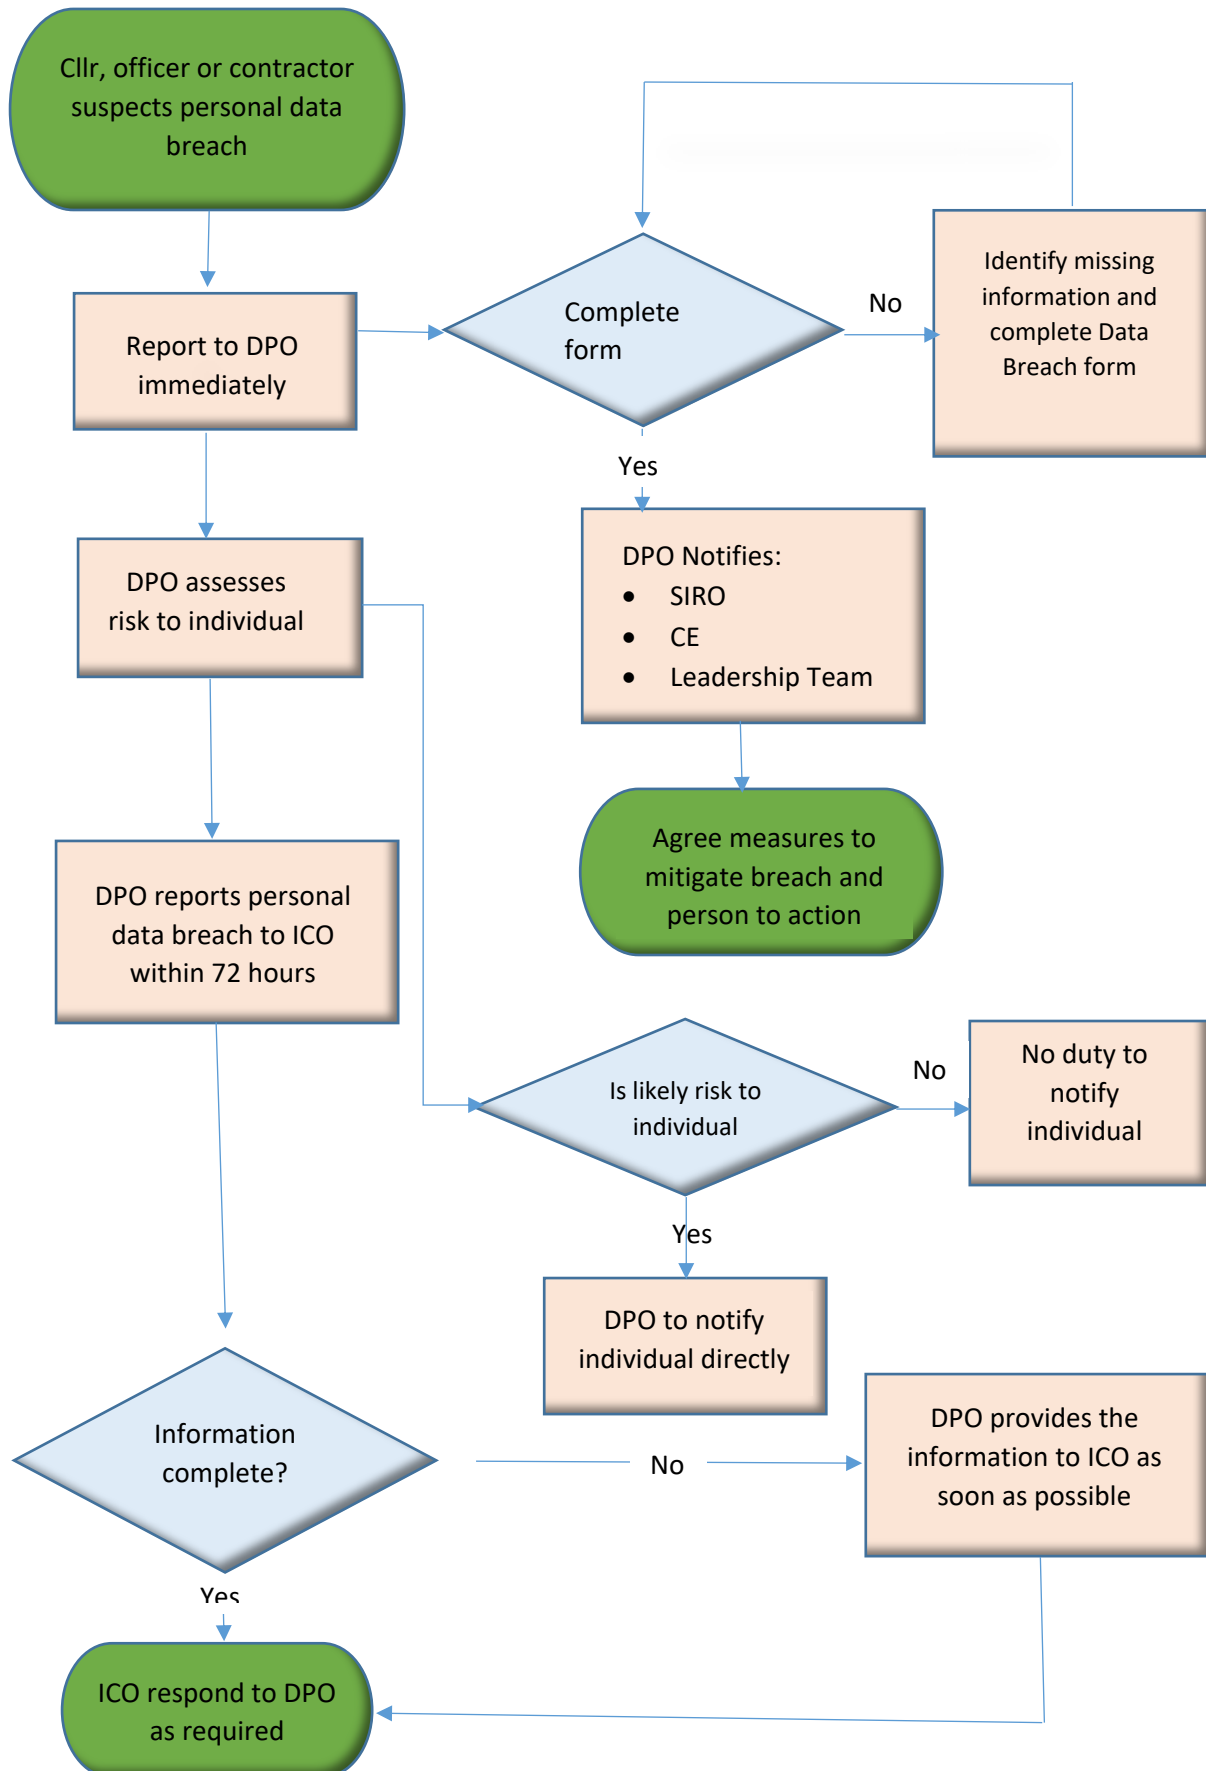 Cllr, officer or contractor
suspects personal data
breach
Report to DPO
immediately
Complete
form
No
Identify missing
information and
complete Data
Breach form
Yes
DPO assesses
risk to individual
DPO Notifies:
• SIRO
• CE
• Leadership Team
Agree measures to
mitigate breach and
person to action
DPO reports personal
data breach to ICO
within 72 hours
Is likely risk to
individual
No
No duty to
notify
individual
Yes
DPO to notify
individual directly
Information
complete?
No
DPO provides the
information to ICO as
soon as possible
Yes
ICO respond to DPO
as required